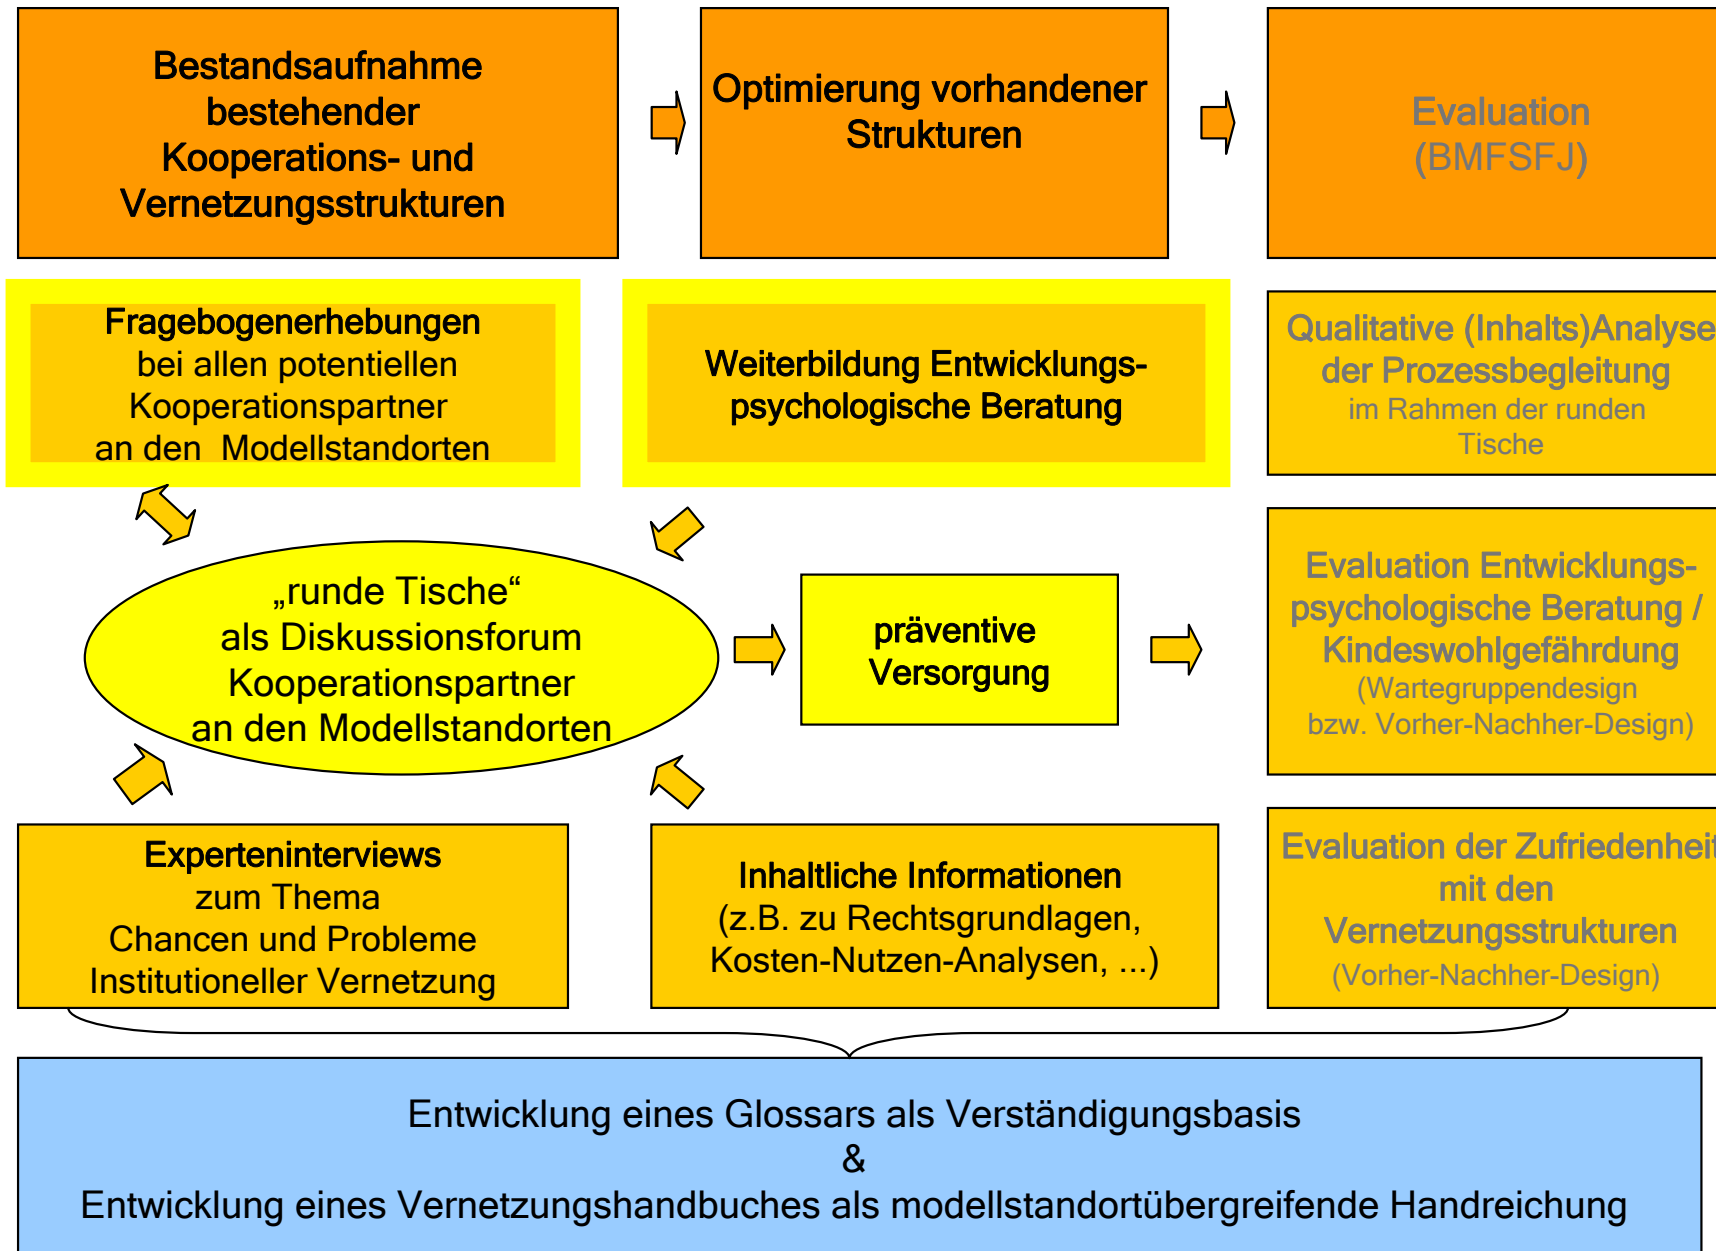 Bestandsaufnahme
bestehender
Kooperations- und
Vernetzungsstrukturen
Optimierung vorhandener
Strukturen
Evaluation
(BMFSFJ)
Fragebogenerhebungen
bei allen potentiellen
Kooperationspartner
an den Modellstandorten
Weiterbildung Entwicklungs-
psychologische Beratung
Qualitative (Inhalts)Analyse
der Prozessbegleitung
im Rahmen der runden
Tische
„runde Tische“
als Diskussionsforum
Kooperationspartner
an den Modellstandorten
präventive
Versorgung
Evaluation Entwicklungs-
psychologische Beratung /
Kindeswohlgefährdung
(Wartegruppendesign
bzw. Vorher-Nachher-Design)
Experteninterviews
zum Thema
Chancen und Probleme
Institutioneller Vernetzung
Inhaltliche Informationen
(z.B. zu Rechtsgrundlagen,
Kosten-Nutzen-Analysen, ...)
Evaluation der Zufriedenheit
mit den
Vernetzungsstrukturen
(Vorher-Nachher-Design)
Entwicklung eines Glossars als Verständigungsbasis
&
Entwicklung eines Vernetzungshandbuches als modellstandortübergreifende Handreichung